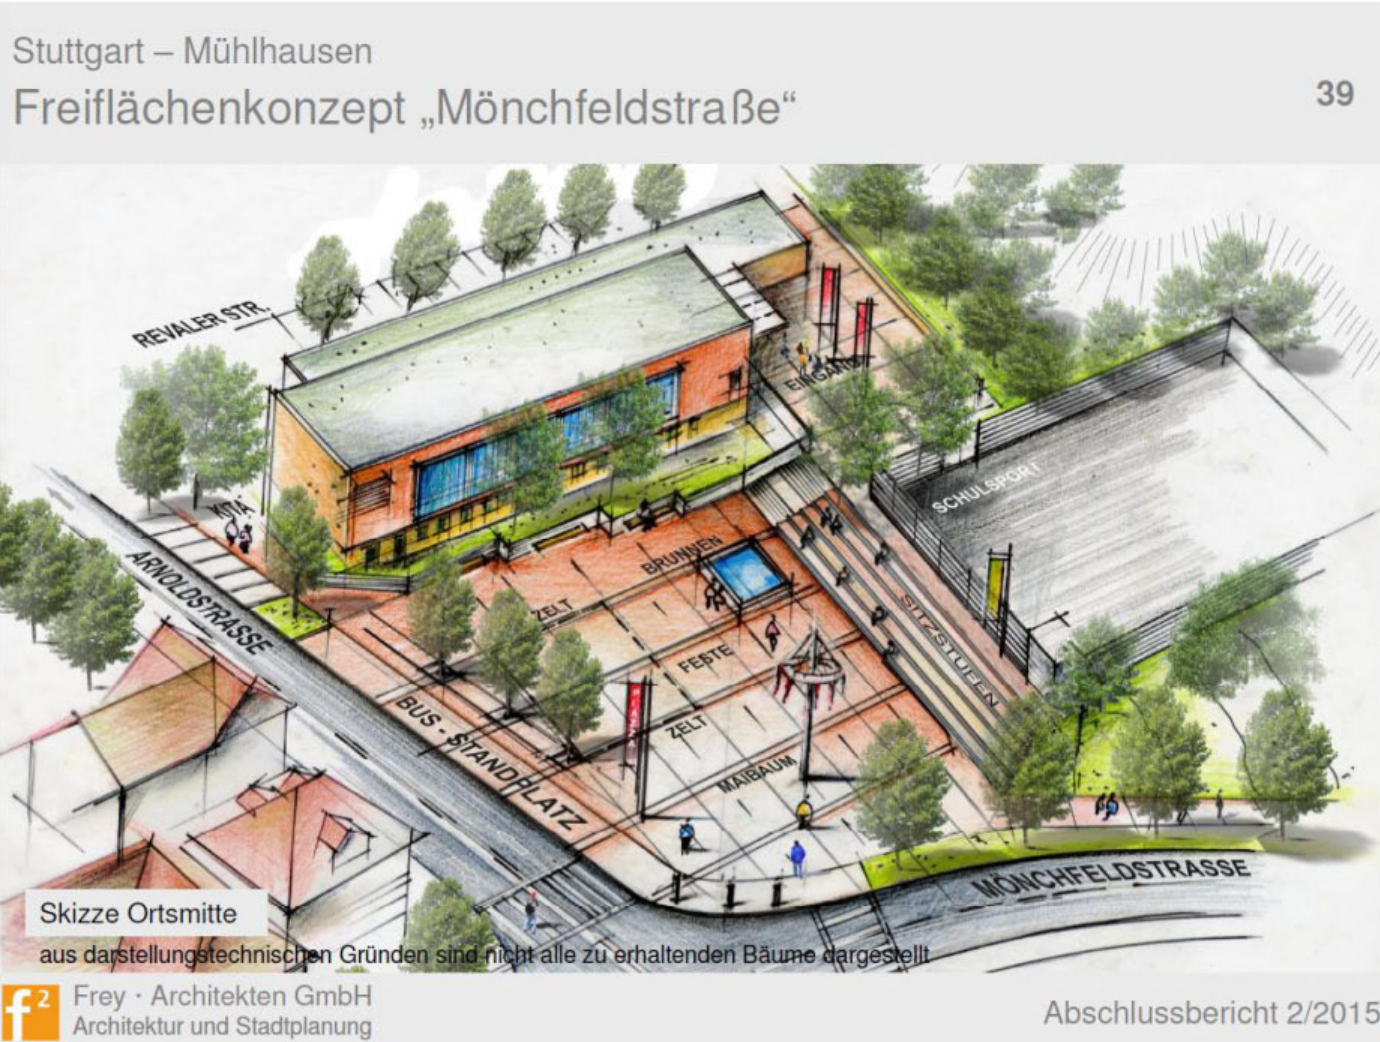 Stuttgart – Mühlhausen
Freiflächenkonzept „Mönchfeldstraße“
39
REVALER STR.
EINGANG
SCHULSPORT
KITA
ARNOLDSTRASSE
BRUNNEN
ZELT
FESTE
SITZSTUFEN
PLAZZA
ZELT
MAIBAUM
BUS - STANDPLATZ
MÖNCHFELDSTRASSE
Skizze Ortsmitte
aus darstellungstechnischen Gründen sind nicht alle zu erhaltenden Bäume dargestellt
f²
Frey · Architekten GmbH
Architektur und Stadtplanung
Abschlussbericht 2/2015